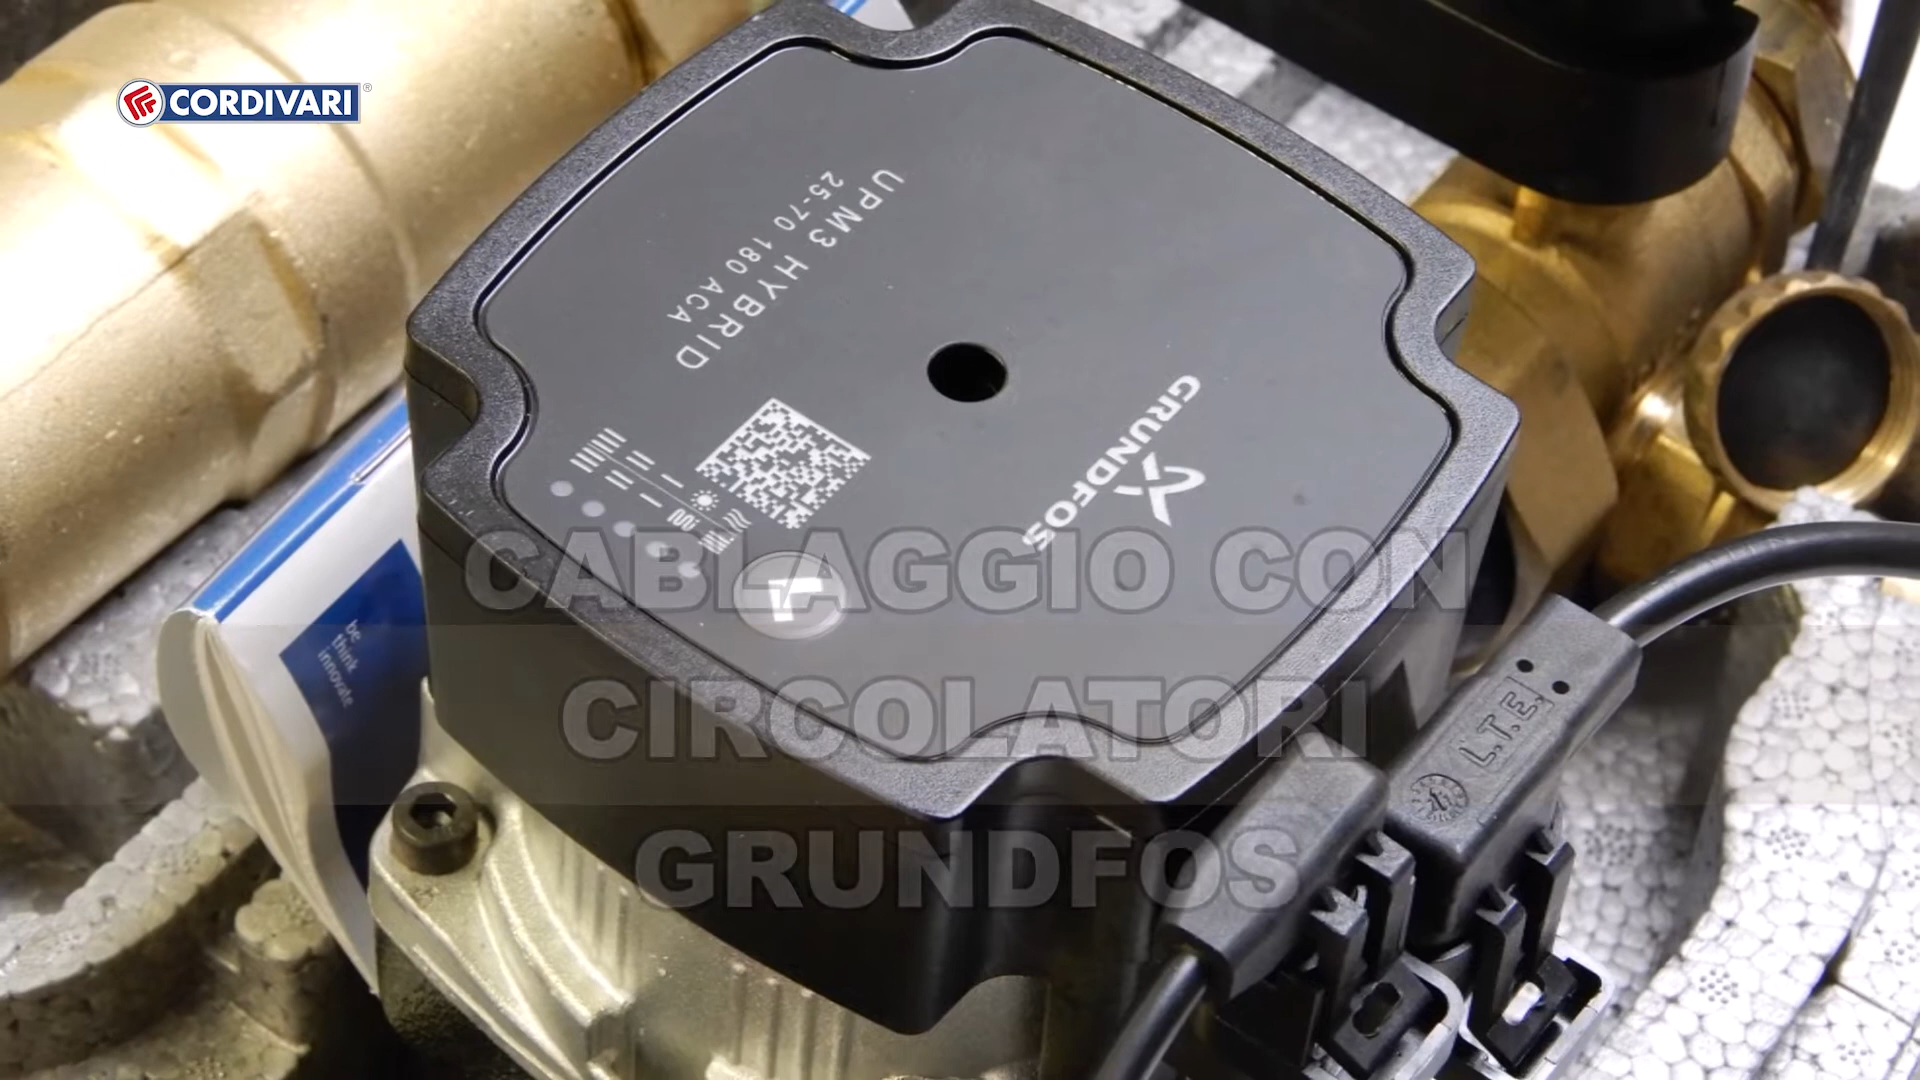 CORDIVARI®
UPM3 HYBRID
25-70 180 ACA
GRUNDFOS
CABLAGGIO CON
CIRCOLATORI
GRUNDFOS
be
think
innovate
L.T.E.